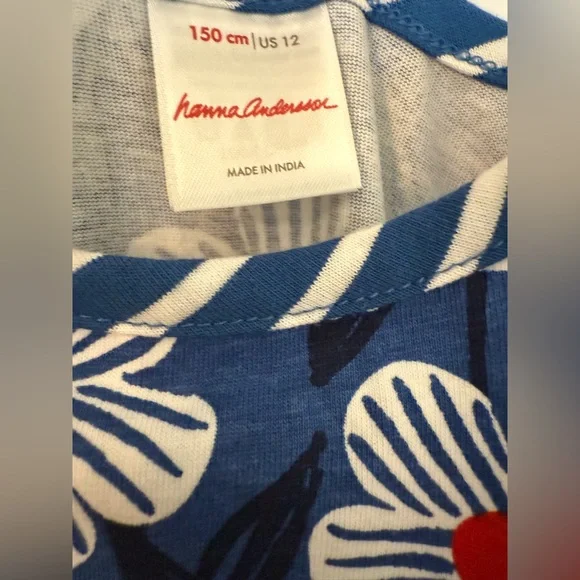 150 cm | US 12
hanna andersson
MADE IN INDIA